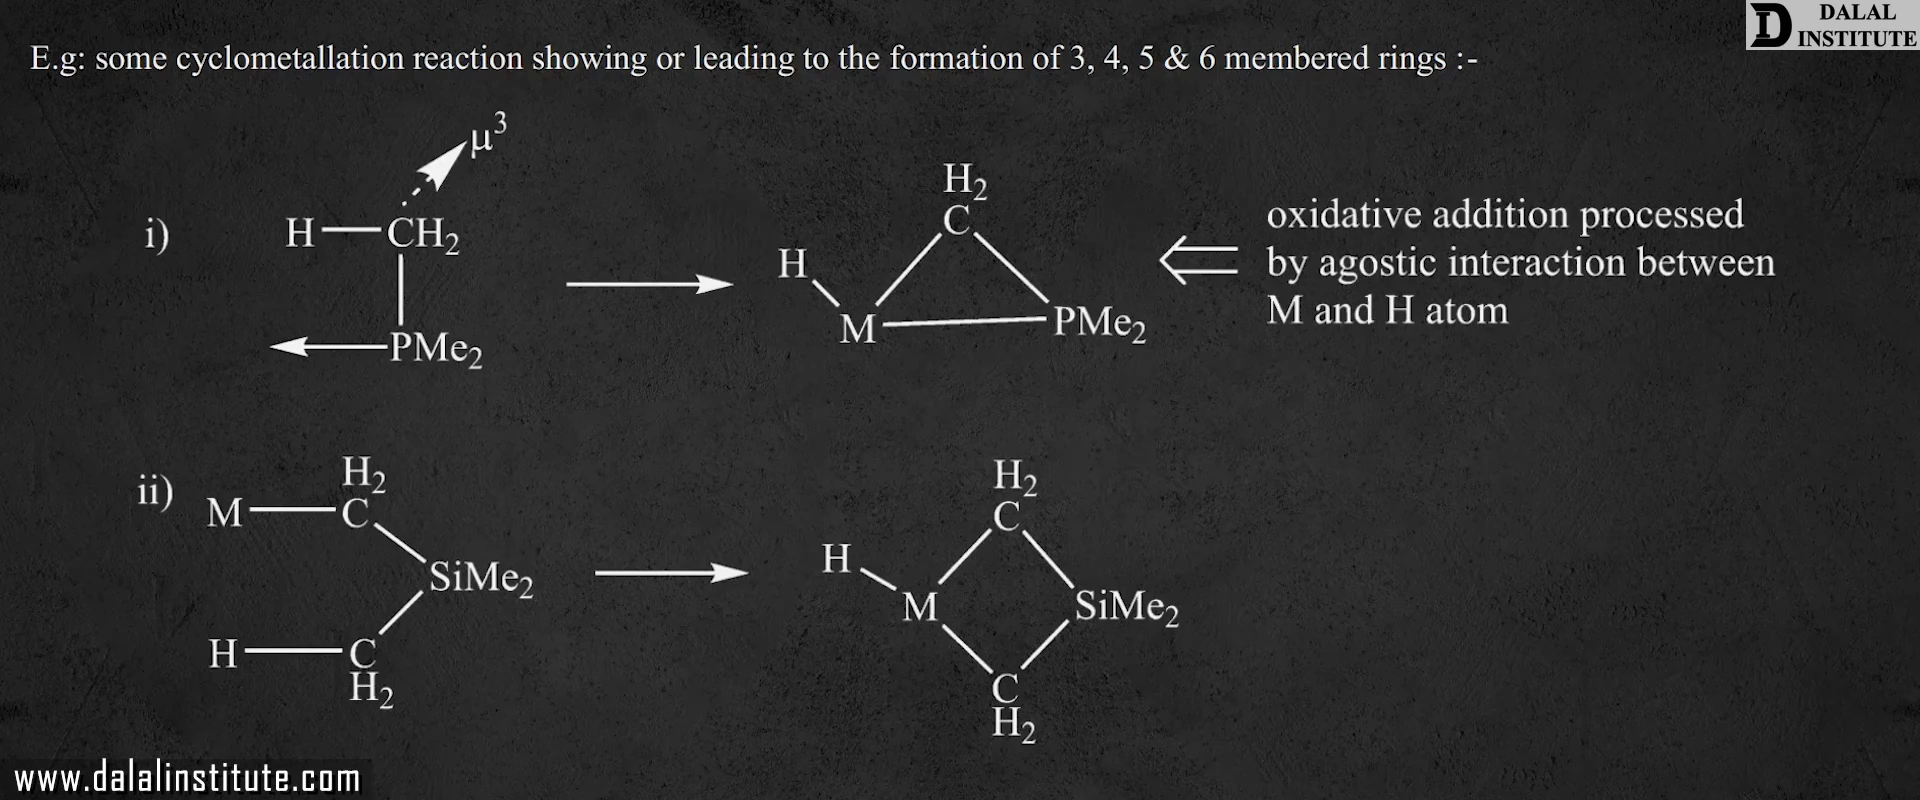 DALAL
INSTITUTE
E.g: some cyclometallation reaction showing or leading to the formation of 3, 4, 5 & 6 membered rings :-
i)
μ³
H
CH₂
PMe₂
H₂
C
H
M
PMe₂
oxidative addition processed
by agostic interaction between
M and H atom
ii)
H₂
M
C
SiMe₂
H
C
H₂
H₂
C
H
M
SiMe₂
C
H₂
www.dalalinstitute.com